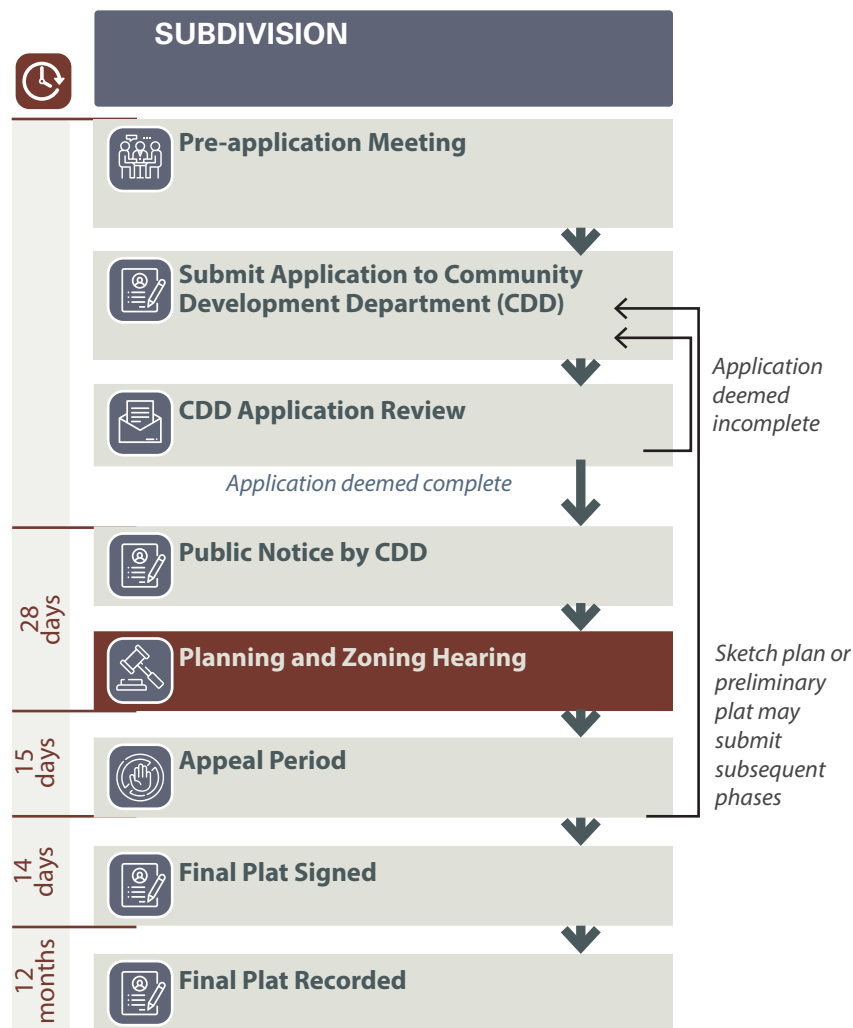 SUBDIVISION
Pre-application Meeting
Submit Application to Community
Development Department (CDD)
Application
deemed
incomplete
CDD Application Review
Application deemed complete
28
days
Public Notice by CDD
Planning and Zoning Hearing
Sketch plan or
preliminary
plat may
submit
subsequent
phases
15
days
Appeal Period
14
days
Final Plat Signed
12
months
Final Plat Recorded